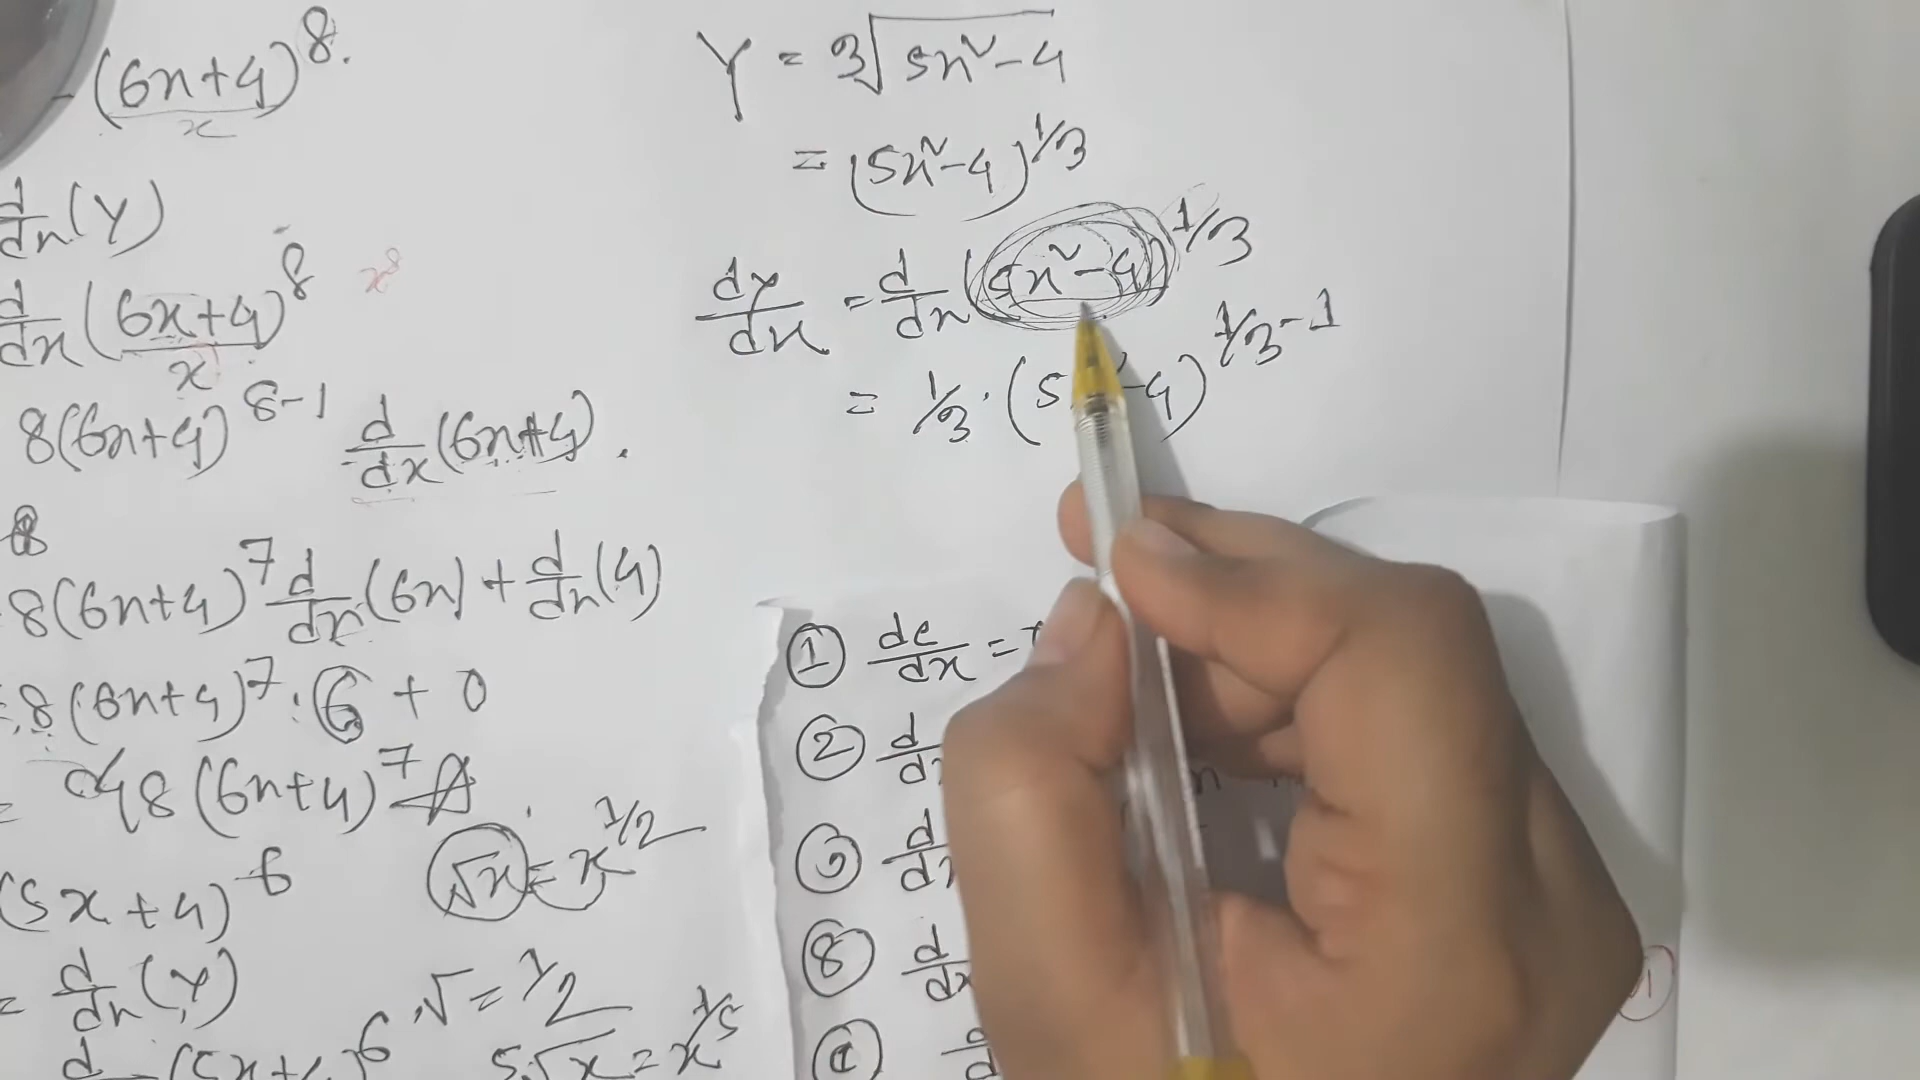 (6x+4)^8.
x
d/dx (Y)
d/dx (6x+4)^8 x^8
x
8(6x+4)^8-1 d/dx (6x+4).
8(6x+4)^7 d/dx (6x) + d/dx (4)
= 8(6x+4)^7 . 6 + 0
= 48 (6x+4)^7
(5x+4)^-6
= d/dx (Y)
√x = x^1/2
√ = 1/2
5√x = x^1/5
Y = 3√5x²-4
= (5x²-4)^1/3
dy/dx = d/dx (5x²-4)^1/3
= 1/3 . (5 -4)^1/3-1
① dc/dx =
② d
③ d
⑧ d